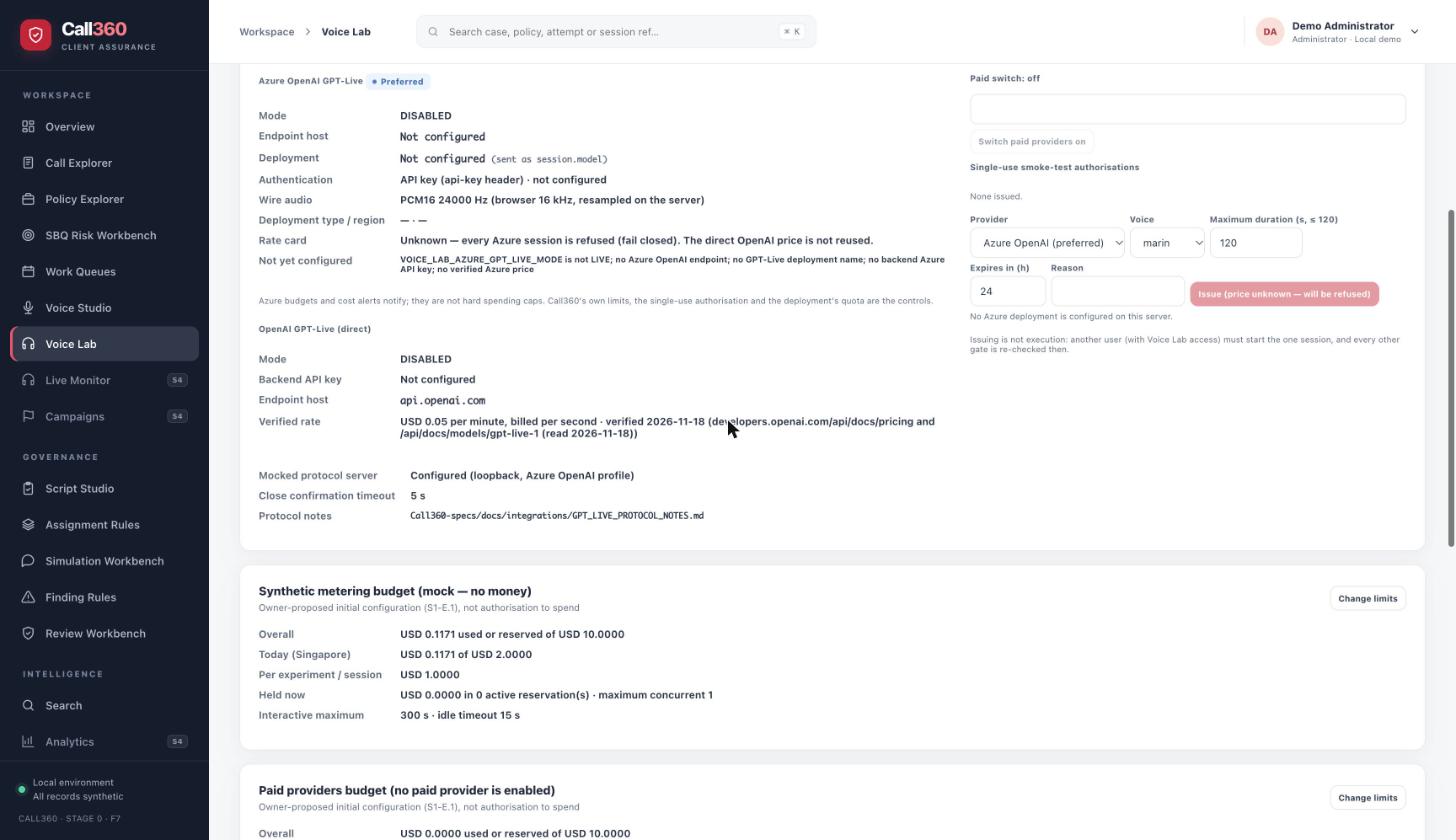 Call360
CLIENT ASSURANCE
WORKSPACE
Overview
Call Explorer
Policy Explorer
SBQ Risk Workbench
Work Queues
Voice Studio
Voice Lab
Live Monitor S4
Campaigns S4
GOVERNANCE
Script Studio
Assignment Rules
Simulation Workbench
Finding Rules
Review Workbench
INTELLIGENCE
Search
Analytics S4
Local environment
All records synthetic
CALL360 · STAGE 0 · F7
Workspace > Voice Lab
Search case, policy, attempt or session ref...
⌘ K
DA
Demo Administrator
Administrator · Local demo
Azure OpenAI GPT-Live Preferred
Mode DISABLED
Endpoint host Not configured
Deployment Not configured (sent as session.model)
Authentication API key (api-key header) · not configured
Wire audio PCM16 24000 Hz (browser 16 kHz, resampled on the server)
Deployment type / region — · —
Rate card Unknown — every Azure session is refused (fail closed). The direct OpenAI price is not reused.
Not yet configured VOICE_LAB_AZURE_GPT_LIVE_MODE is not LIVE; no Azure OpenAI endpoint; no GPT-Live deployment name; no backend Azure
API key; no verified Azure price
Azure budgets and cost alerts notify; they are not hard spending caps. Call360's own limits, the single-use authorisation and the deployment's quota are the controls.
OpenAI GPT-Live (direct)
Mode DISABLED
Backend API key Not configured
Endpoint host api.openai.com
Verified rate USD 0.05 per minute, billed per second · verified 2026-11-18 (developers.openai.com/api/docs/pricing and
/api/docs/models/gpt-live-1 (read 2026-11-18))
Mocked protocol server Configured (loopback, Azure OpenAI profile)
Close confirmation timeout 5 s
Protocol notes Call360-specs/docs/integrations/GPT_LIVE_PROTOCOL_NOTES.md
Paid switch: off
Switch paid providers on
Single-use smoke-test authorisations
None issued.
Provider Voice Maximum duration (s, ≤ 120)
Azure OpenAI (preferred) marin 120
Expires in (h) Reason
24 Issue (price unknown — will be refused)
No Azure deployment is configured on this server.
Issuing is not execution: another user (with Voice Lab access) must start the one session, and every other
gate is re-checked then.
Synthetic metering budget (mock — no money)
Owner-proposed initial configuration (S1-E.1), not authorisation to spend
Change limits
Overall USD 0.1171 used or reserved of USD 10.0000
Today (Singapore) USD 0.1171 of USD 2.0000
Per experiment / session USD 1.0000
Held now USD 0.0000 in 0 active reservation(s) · maximum concurrent 1
Interactive maximum 300 s · idle timeout 15 s
Paid providers budget (no paid provider is enabled)
Owner-proposed initial configuration (S1-E.1), not authorisation to spend
Change limits
Overall USD 0.0000 used or reserved of USD 10.0000